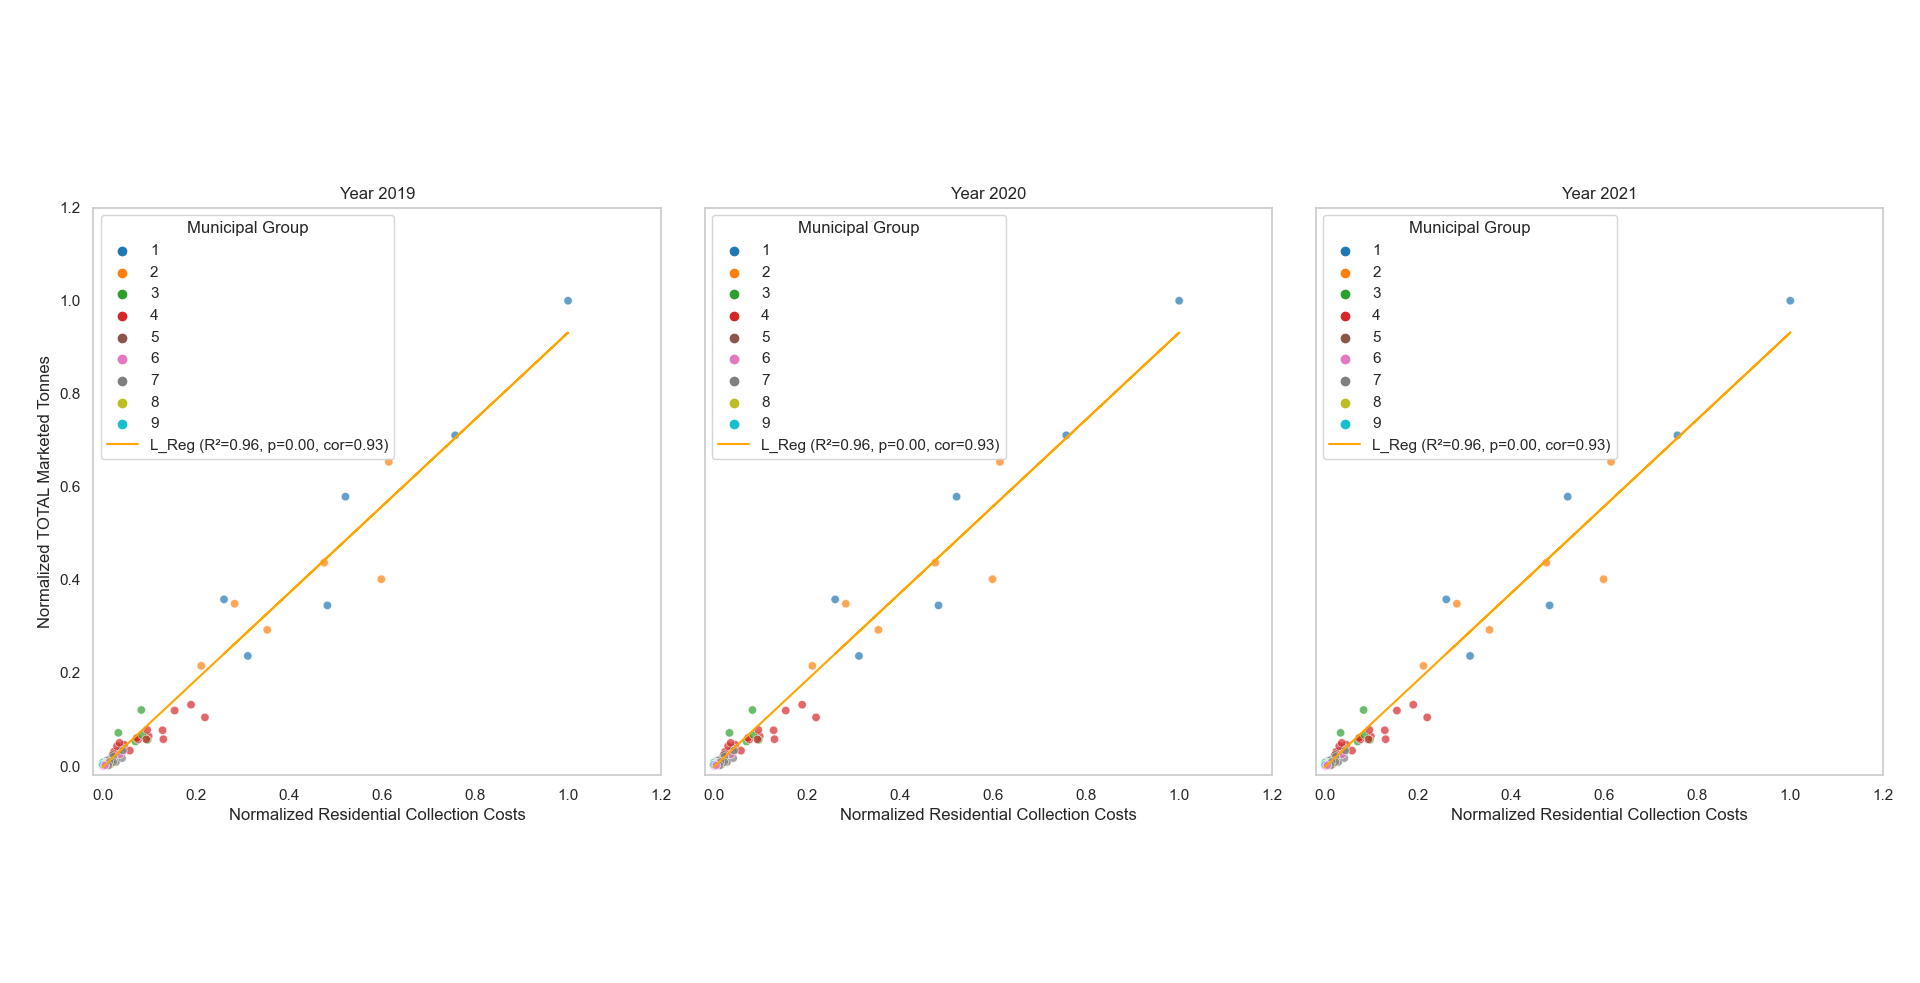 Year 2019
Year 2020
Year 2021
Normalized TOTAL Marketed Tonnes
1.2
1.0
0.8
0.6
0.4
0.2
0.0
Municipal Group
1
2
3
4
5
6
7
8
9
L_Reg (R²=0.96, p=0.00, cor=0.93)
0.0 0.2 0.4 0.6 0.8 1.0 1.2
Normalized Residential Collection Costs
Municipal Group
1
2
3
4
5
6
7
8
9
L_Reg (R²=0.96, p=0.00, cor=0.93)
0.0 0.2 0.4 0.6 0.8 1.0 1.2
Normalized Residential Collection Costs
Municipal Group
1
2
3
4
5
6
7
8
9
L_Reg (R²=0.96, p=0.00, cor=0.93)
0.0 0.2 0.4 0.6 0.8 1.0 1.2
Normalized Residential Collection Costs